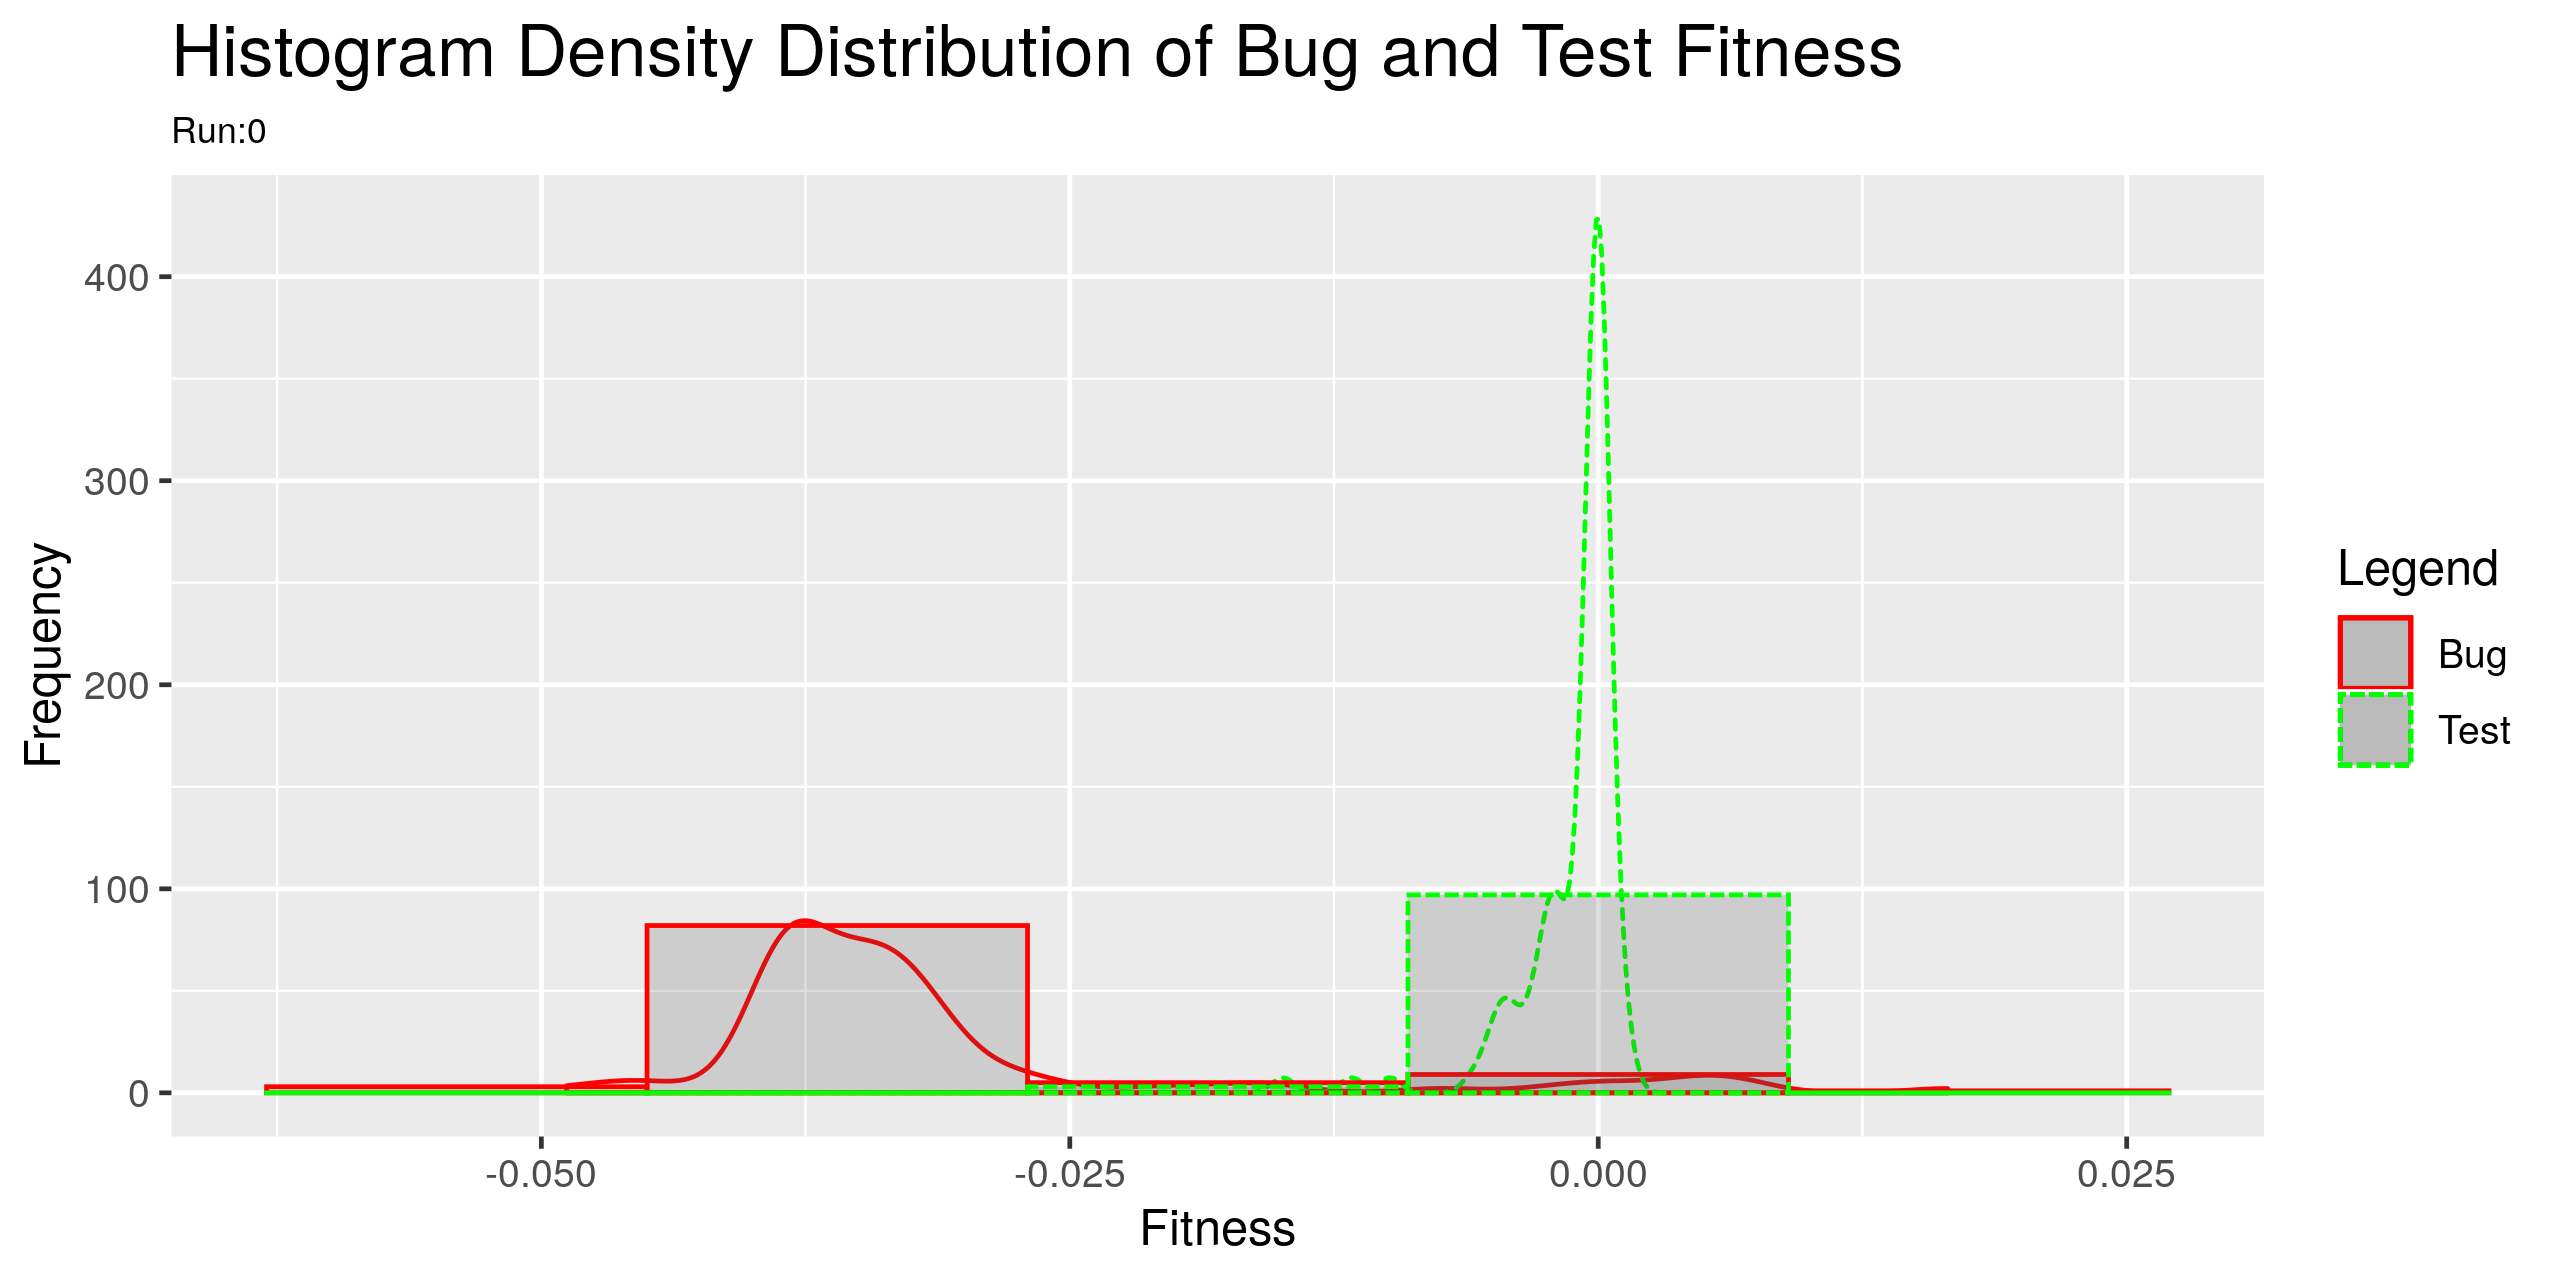 Histogram Density Distribution of Bug and Test Fitness
Run:0
Frequency
400
300
200
100
0
-0.050
-0.025
0.000
0.025
Fitness
Legend
Bug
Test